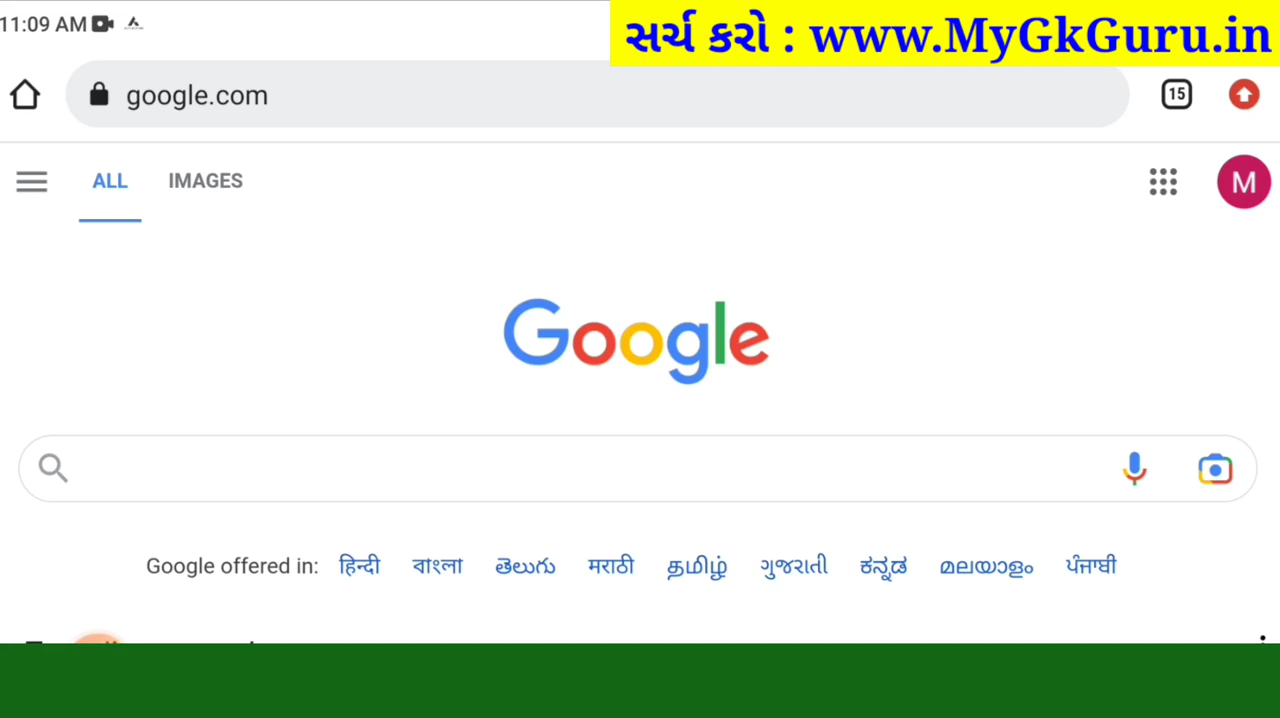 11:09 AM
સર્ચ કરો : www.MyGkGuru.in
google.com
15
ALL IMAGES
M
Google
Google offered in: हिन्दी বাংলা తెలుగు मराठी தமிழ் ગુજરાતી ಕನ್ನಡ മലയാളം ਪੰਜਾਬੀ